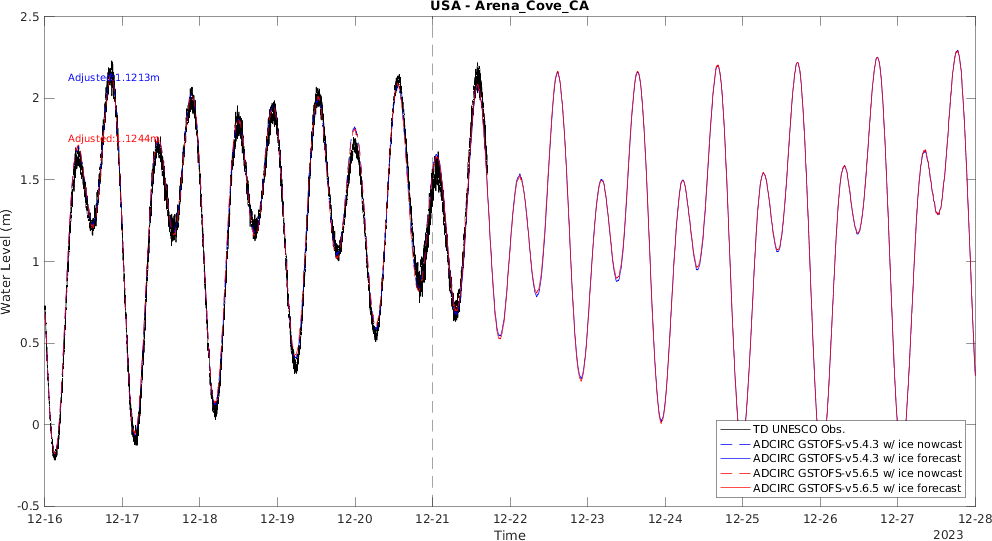 USA - Arena_Cove_CA
Water Level (m)
2.5
2
1.5
1
0.5
0
-0.5
Adjusted:1.1213m
Adjusted:1.1244m
TD UNESCO Obs.
ADCIRC GSTOFS-v5.4.3 w/ ice nowcast
ADCIRC GSTOFS-v5.4.3 w/ ice forecast
ADCIRC GSTOFS-v5.6.5 w/ ice nowcast
ADCIRC GSTOFS-v5.6.5 w/ ice forecast
12-16 12-17 12-18 12-19 12-20 12-21 12-22 12-23 12-24 12-25 12-26 12-27 12-28
Time
2023